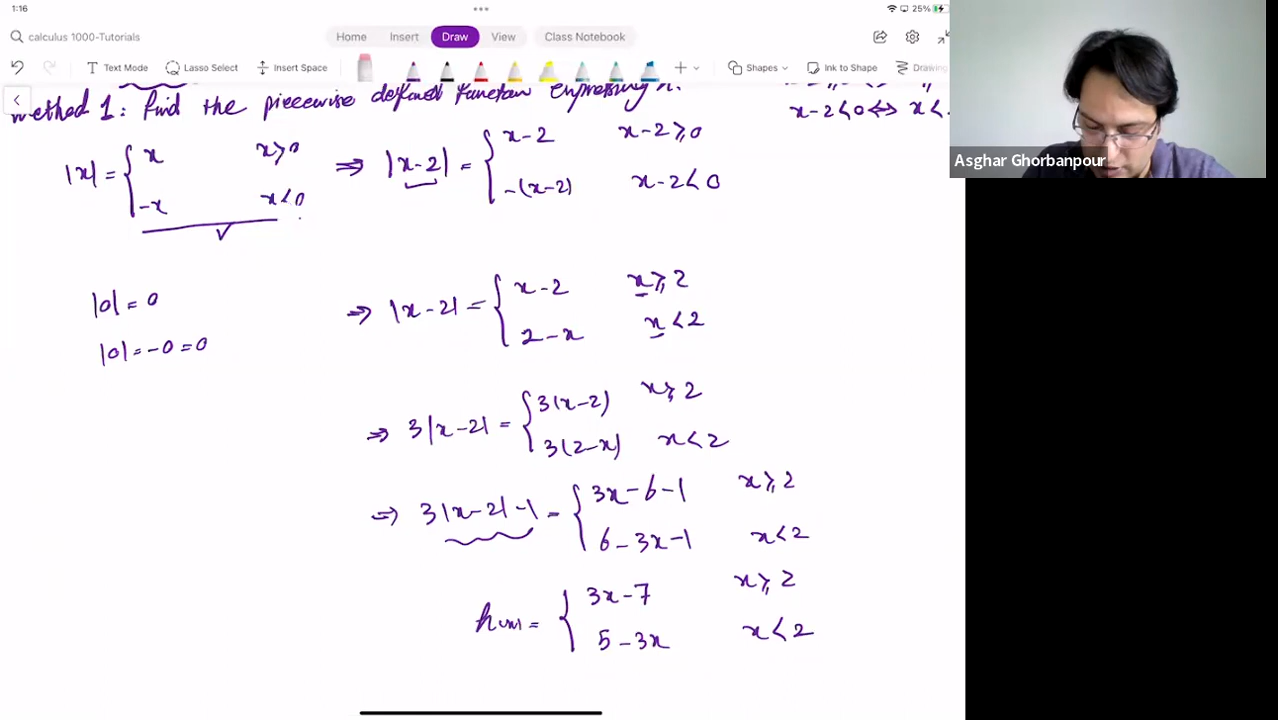 1:16
25%
calculus 1000-Tutorials
Home Insert Draw View Class Notebook
Text Mode Lasso Select Insert Space Shapes Ink to Shape Drawing
method 1: find the piecewise defined function expressing h.
x-2<0 ⟺ x<
|x| = { x x≥0
-x x<0
⇒ |x-2| = { x-2 x-2≥0
-(x-2) x-2<0
Asghar Ghorbanpour
|0| = 0
|0| = -0 = 0
⇒ |x-2| = { x-2 x≥2
2-x x<2
⇒ 3|x-2| = { 3(x-2) x≥2
3(2-x) x<2
⇒ 3|x-2|-1 = { 3x-6-1 x≥2
6-3x-1 x<2
h(x) = { 3x-7 x≥2
5-3x x<2